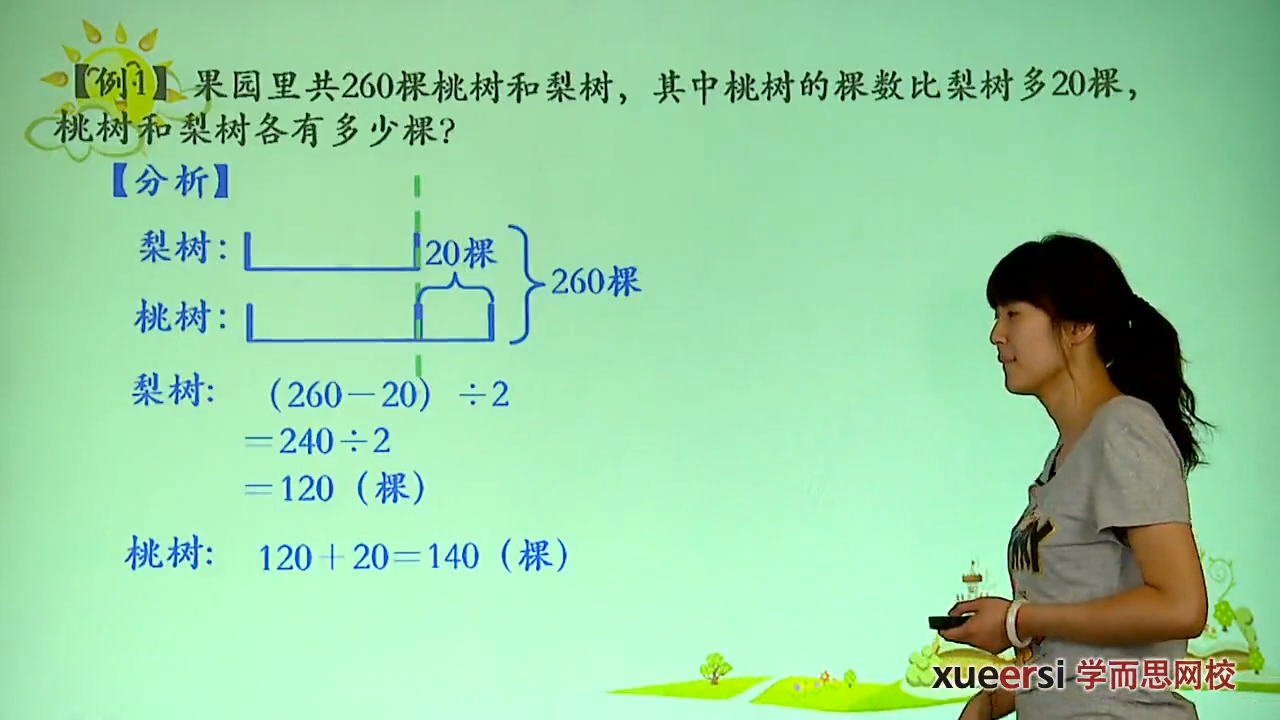 【例1】果园里共260棵桃树和梨树，其中桃树的棵数比梨树多20棵，
桃树和梨树各有多少棵？
【分析】
梨树：
20棵
260棵
桃树：
梨树: （260－20）÷2
＝240÷2
＝120（棵）
桃树: 120＋20＝140（棵）
xueersi 学而思网校